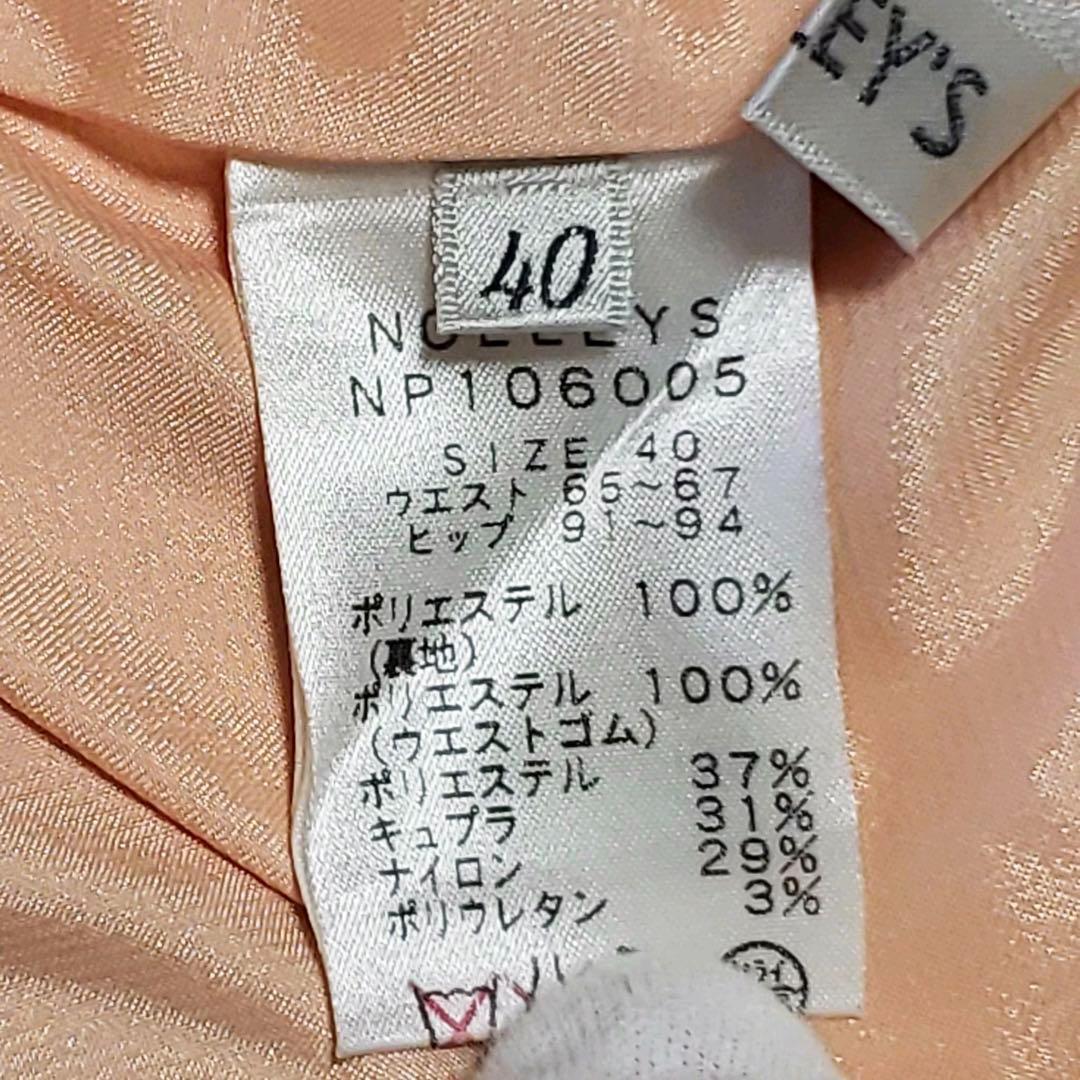 EY'S
40
NOLLEYS
NP106005
SIZE 40
ウエスト 65~67
ヒップ 91~94
ポリエステル 100%
(裏地)
ポリエステル 100%
(ウエストゴム)
ポリエステル 37%
キュプラ 31%
ナイロン 29%
ポリウレタン 3%
ドライ